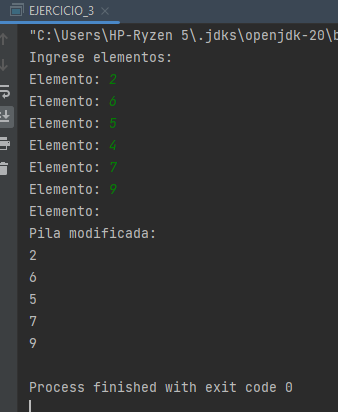 EJERCICIO_3
"C:\Users\HP-Ryzen 5\.jdks\openjdk-20\b
Ingrese elementos:
Elemento: 2
Elemento: 6
Elemento: 5
Elemento: 4
Elemento: 7
Elemento: 9
Elemento:
Pila modificada:
2
6
5
7
9
Process finished with exit code 0